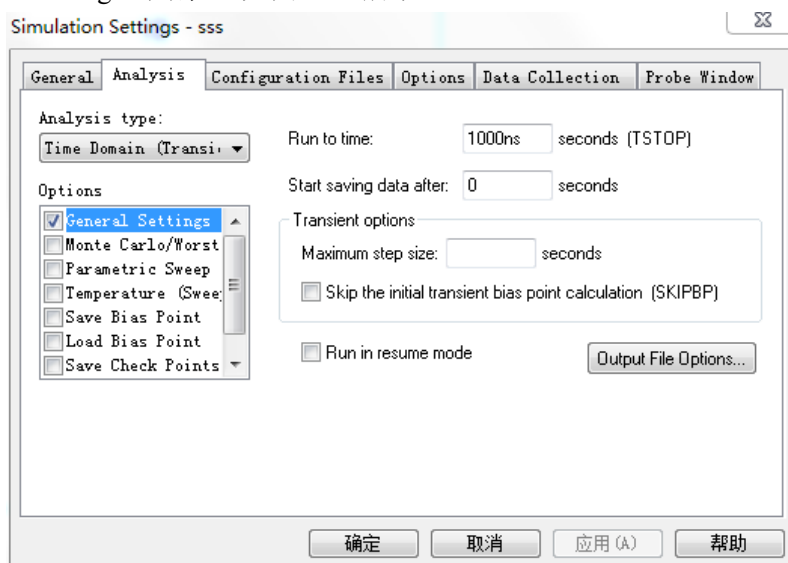 Simulation Settings - sss
General Analysis Configuration Files Options Data Collection Probe Window
Analysis type:
Time Domain (Transi
Run to time: 1000ns seconds (TSTOP)
Start saving data after: 0 seconds
Options
General Settings
Monte Carlo/Worst
Parametric Sweep
Temperature (Sweep
Save Bias Point
Load Bias Point
Save Check Points
Transient options
Maximum step size: seconds
Skip the initial transient bias point calculation (SKIPBP)
Run in resume mode
Output File Options...
确定 取消 应用(A) 帮助